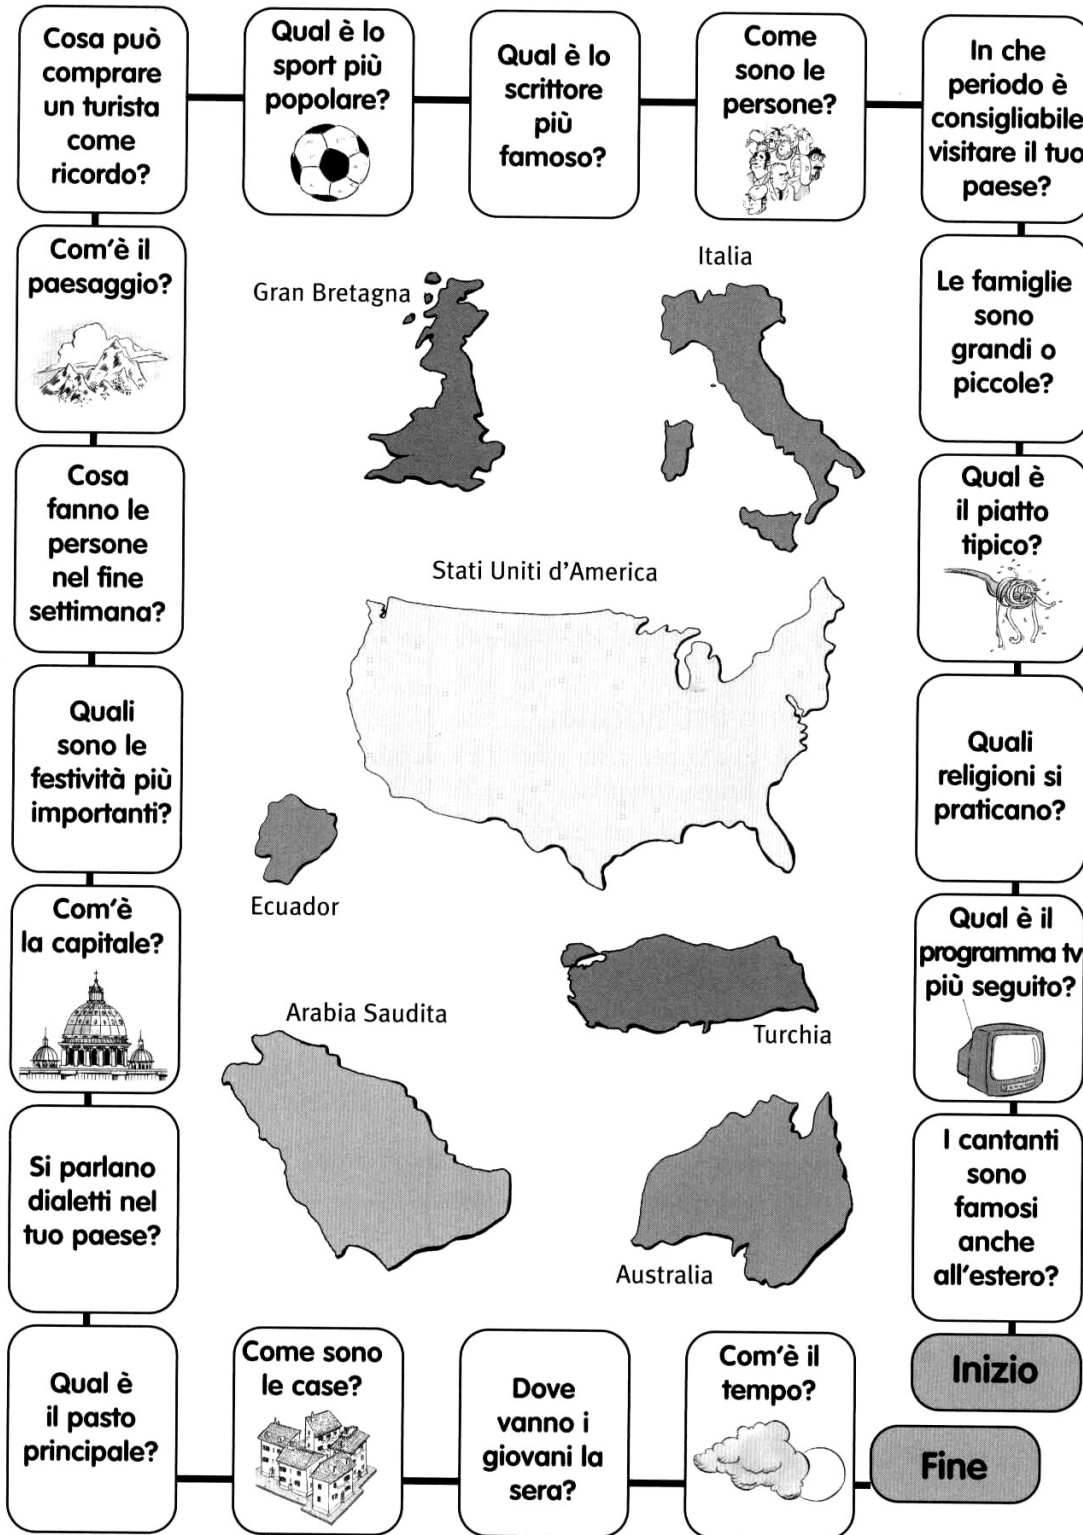 Cosa può
comprare
un turista
come
ricordo?
Qual è lo
sport più
popolare?
Qual è lo
scrittore
più
famoso?
Come
sono le
persone?
In che
periodo è
consigliabile
visitare il tuo
paese?
Com'è il
paesaggio?
Gran Bretagna
Italia
Le famiglie
sono
grandi o
piccole?
Cosa
fanno le
persone
nel fine
settimana?
Stati Uniti d'America
Qual è
il piatto
tipico?
Quali
sono le
festività più
importanti?
Ecuador
Quali
religioni si
praticano?
Com'è
la capitale?
Arabia Saudita
Turchia
Qual è il
programma tv
più seguito?
Si parlano
dialetti nel
tuo paese?
Australia
I cantanti
sono
famosi
anche
all'estero?
Qual è
il pasto
principale?
Come sono
le case?
Dove
vanno i
giovani la
sera?
Com'è il
tempo?
Inizio
Fine